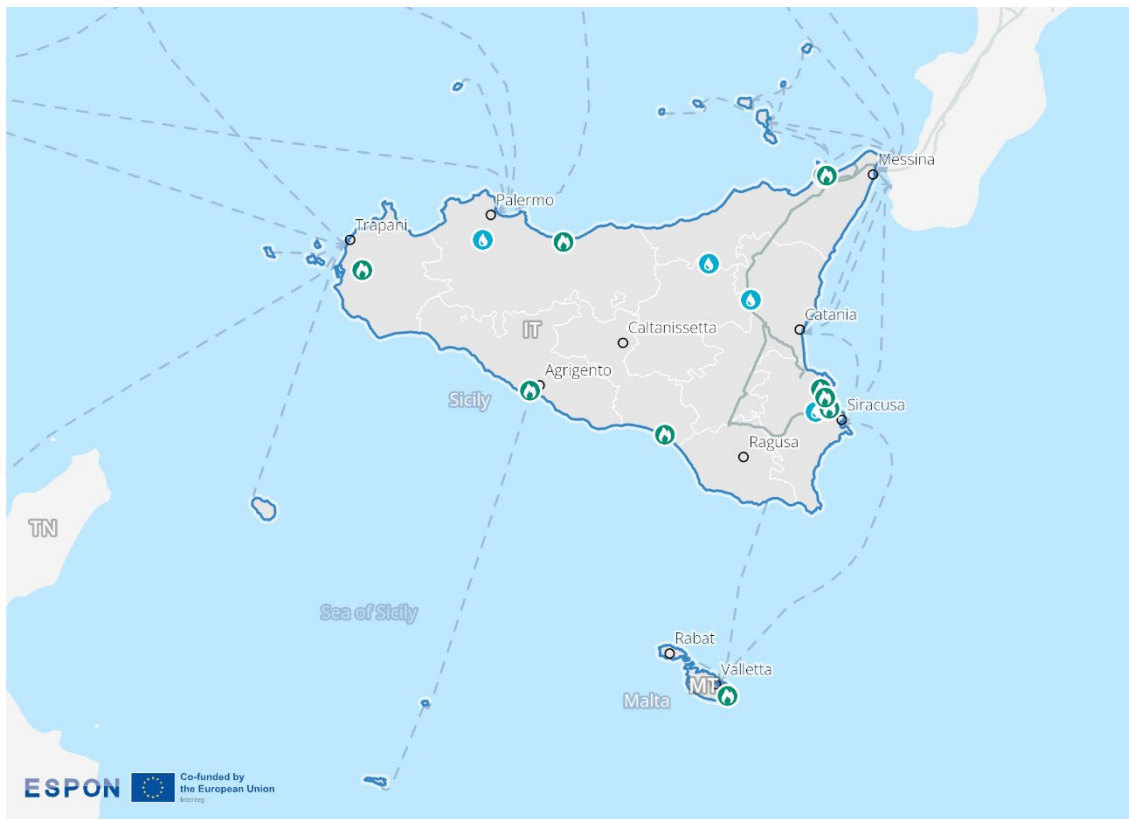 Messina
Palermo
Trapani
Catania
IT
Caltanissetta
Agrigento
Sicily
Siracusa
Ragusa
TN
Sea of Sicily
Rabat
Valletta
MT
Malta
ESPON
Co-funded by
the European Union
Interreg